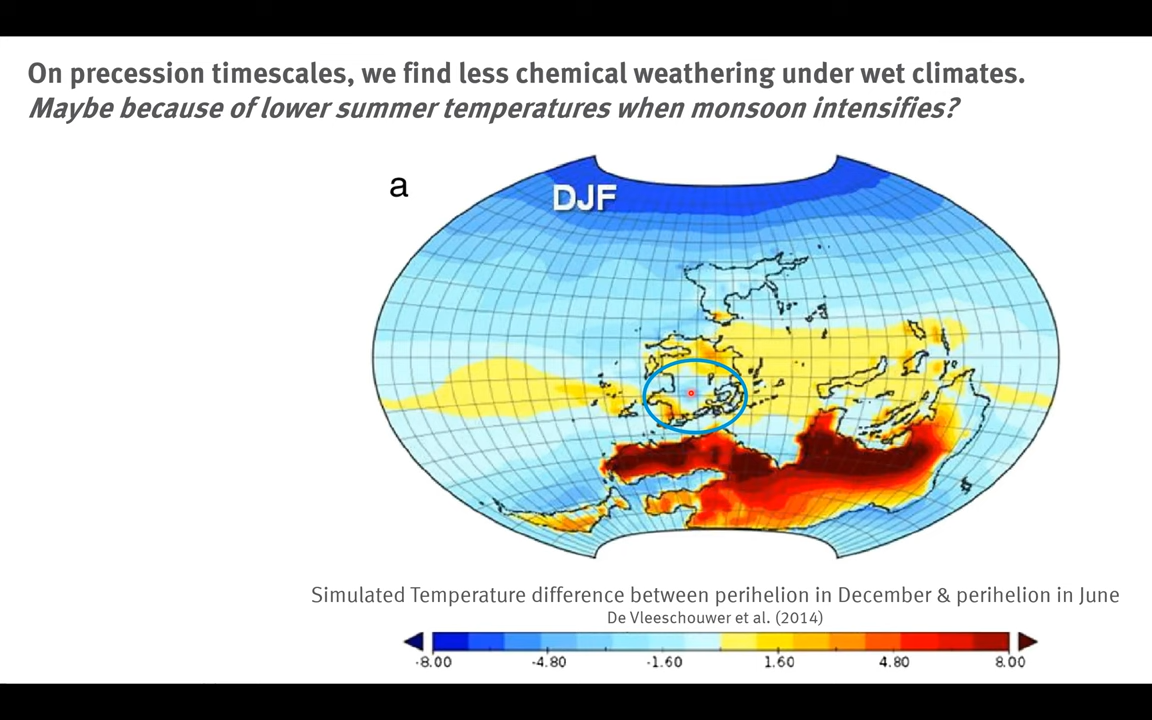 On precession timescales, we find less chemical weathering under wet climates.
Maybe because of lower summer temperatures when monsoon intensifies?
a
DJF
Simulated Temperature difference between perihelion in December & perihelion in June
De Vleeschouwer et al. (2014)
-8.00 -4.80 -1.60 1.60 4.80 8.00